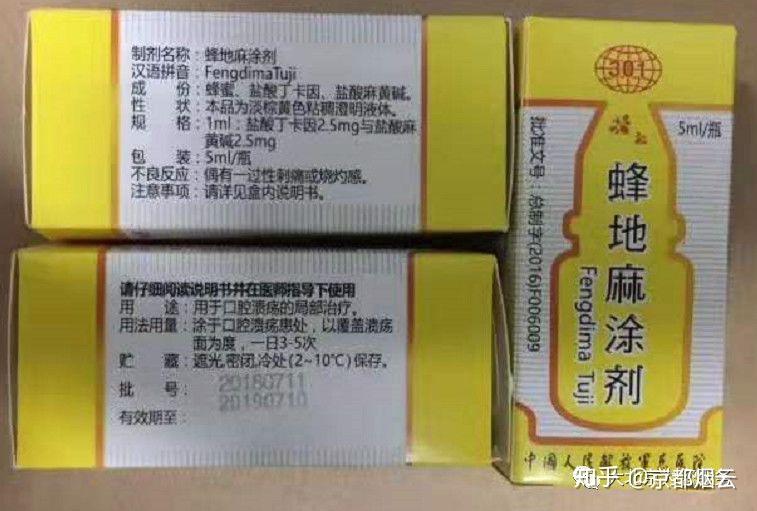 制剂名称：蜂地麻涂剂
汉语拼音：FengdimaTuji
成　　份：蜂蜜、盐酸丁卡因、盐酸麻黄碱。
性　　状：本品为淡棕黄色粘稠澄明液体。
规　　格：1ml：盐酸丁卡因2.5mg与盐酸麻
黄碱2.5mg
包　　装：5ml/瓶
不良反应：偶有一过性刺痛或烧灼感。
注意事项：请详见盒内说明书。
请仔细阅读说明书并在医师指导下使用
用　　途：用于口腔溃疡的局部治疗。
用法用量：涂于口腔溃疡患处，以覆盖溃疡
面为度，一日3-5次
贮　　藏：遮光,密闭,冷处(2~10℃)保存。
批　　号：20180711
有效期至：20190710
301
5ml/瓶
批准文号：总制字(2016)F006009
蜂地麻涂剂
Fengdima Tuji
中国人民解放军总医院
知乎 @京都烟云